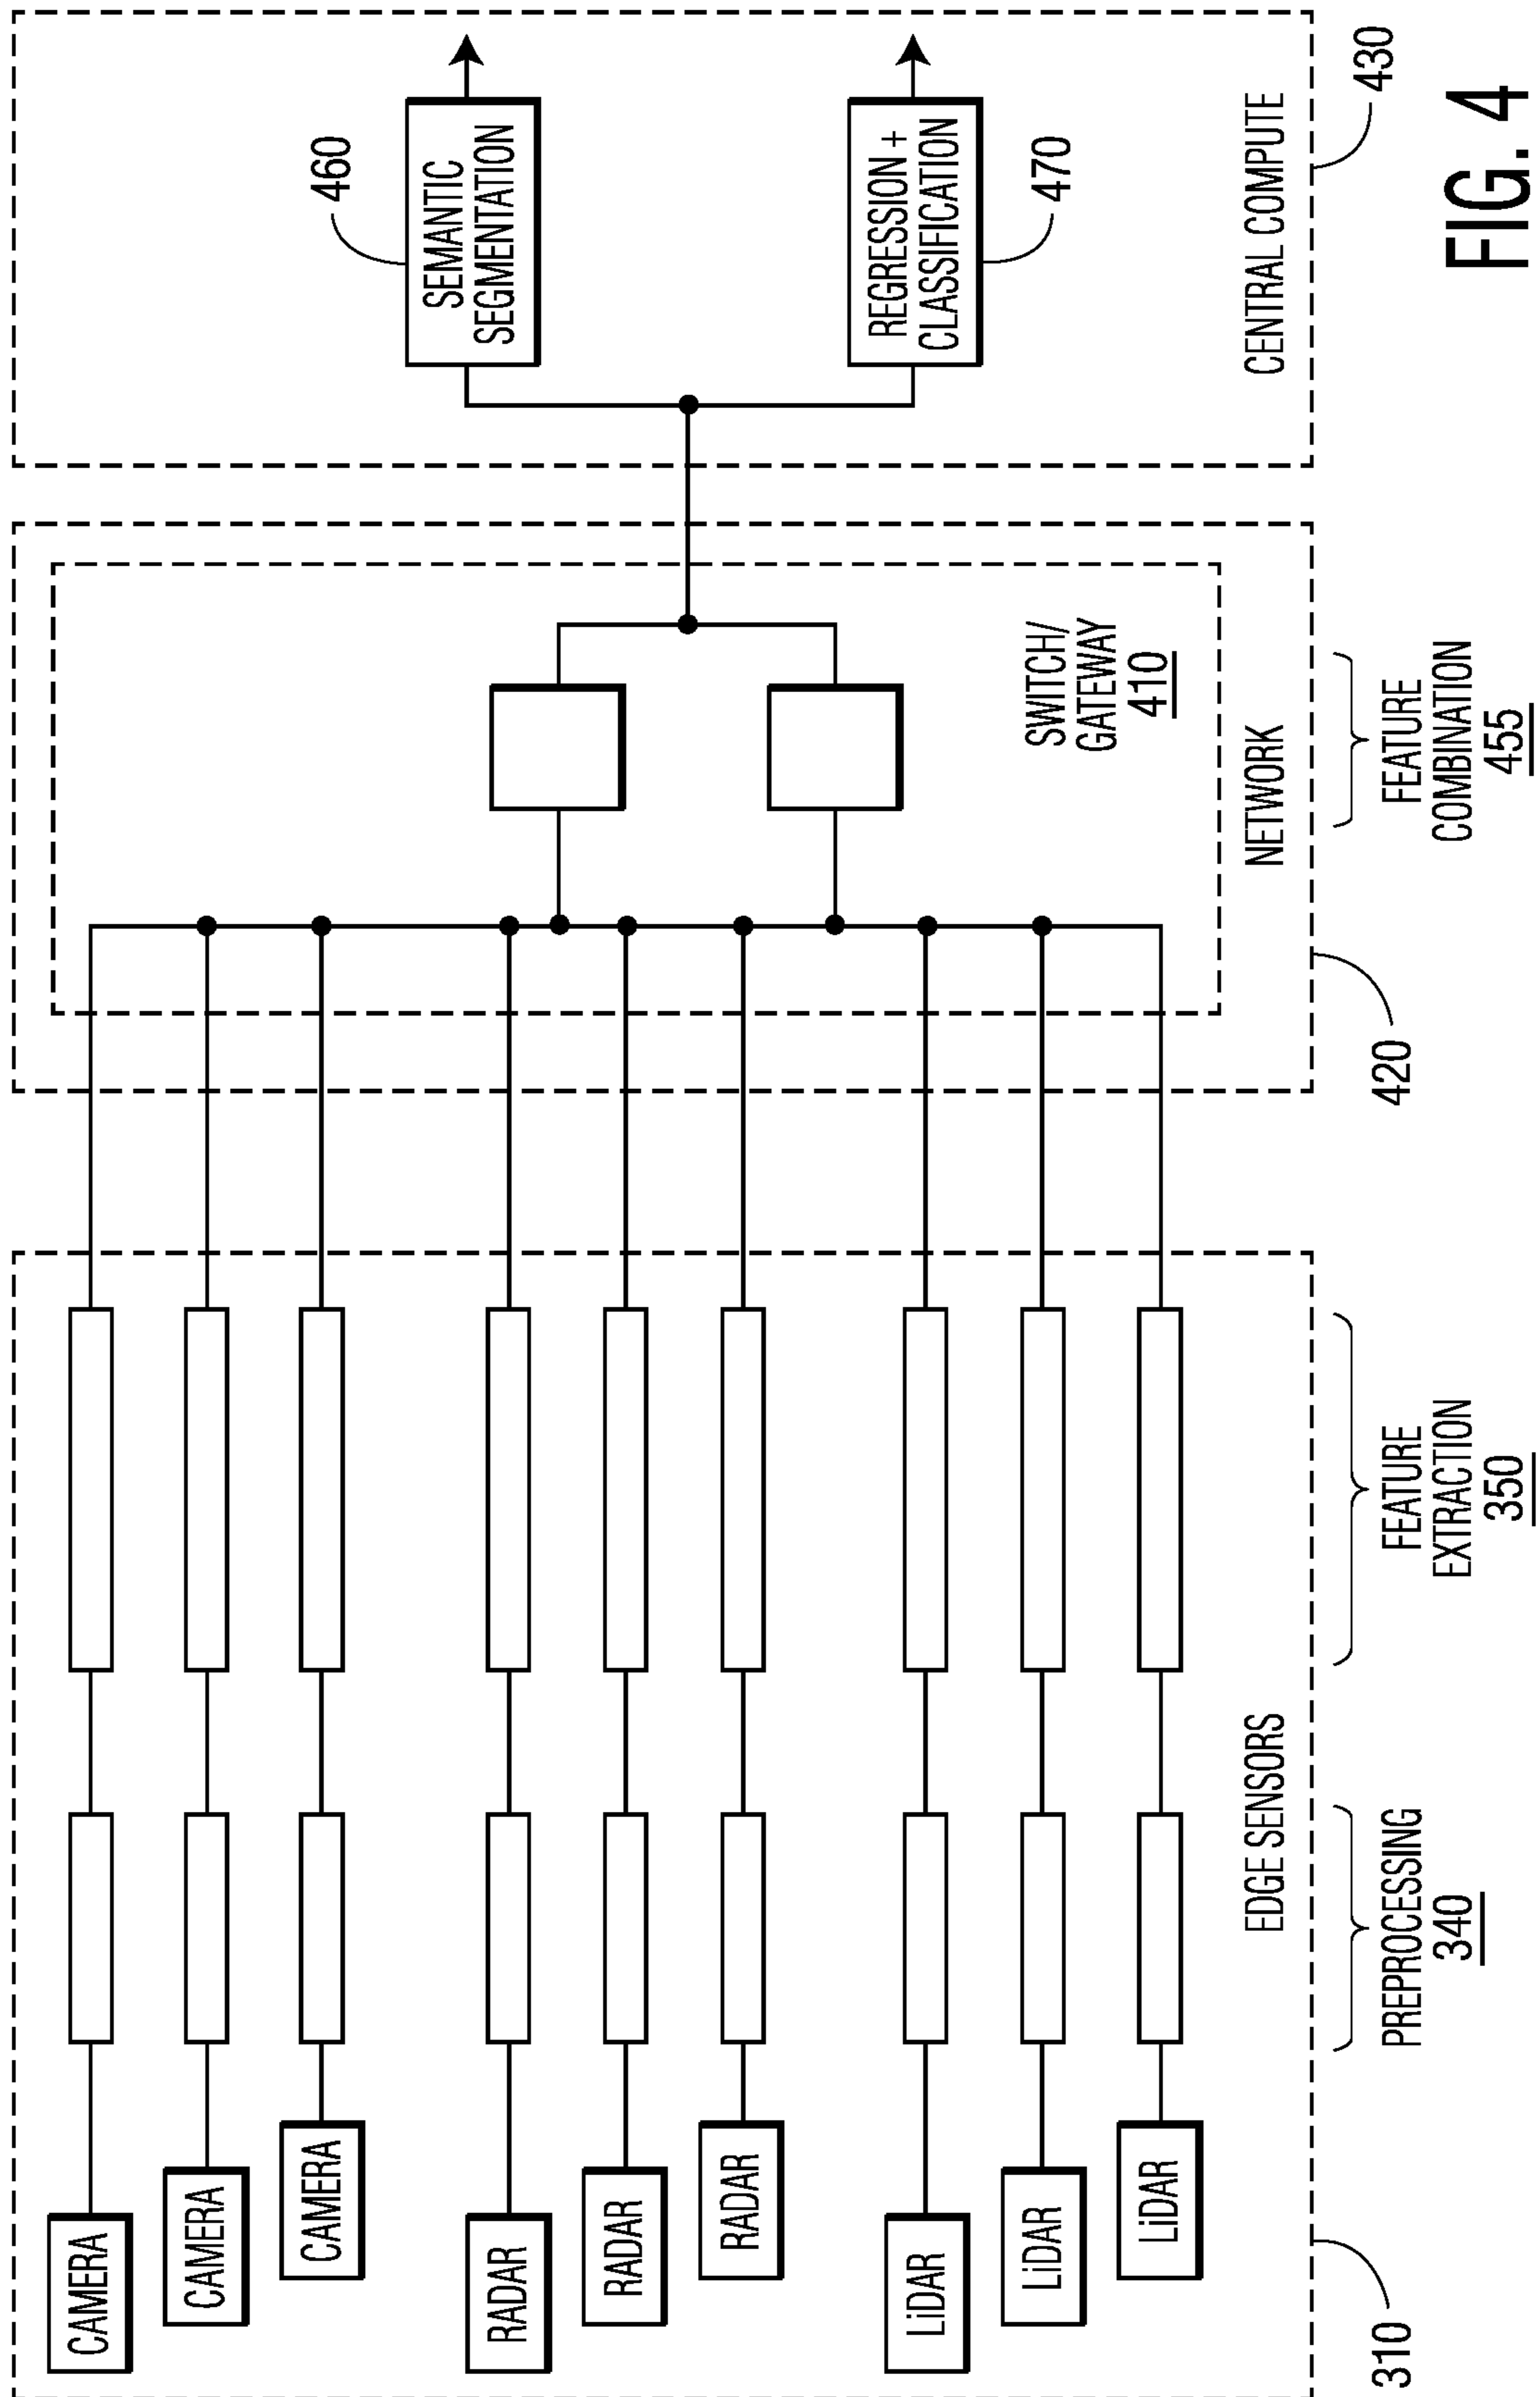 CAMERA
CAMERA
CAMERA
RADAR
RADAR
RADAR
LiDAR
LiDAR
LiDAR
EDGE SENSORS
310
PREPROCESSING
340
FEATURE
EXTRACTION
350
SWITCH/
GATEWAY
410
NETWORK
420
FEATURE
COMBINATION
455
460
SEMANTIC
SEGMENTATION
REGRESSION +
CLASSIFICATION
470
CENTRAL COMPUTE
430
FIG. 4